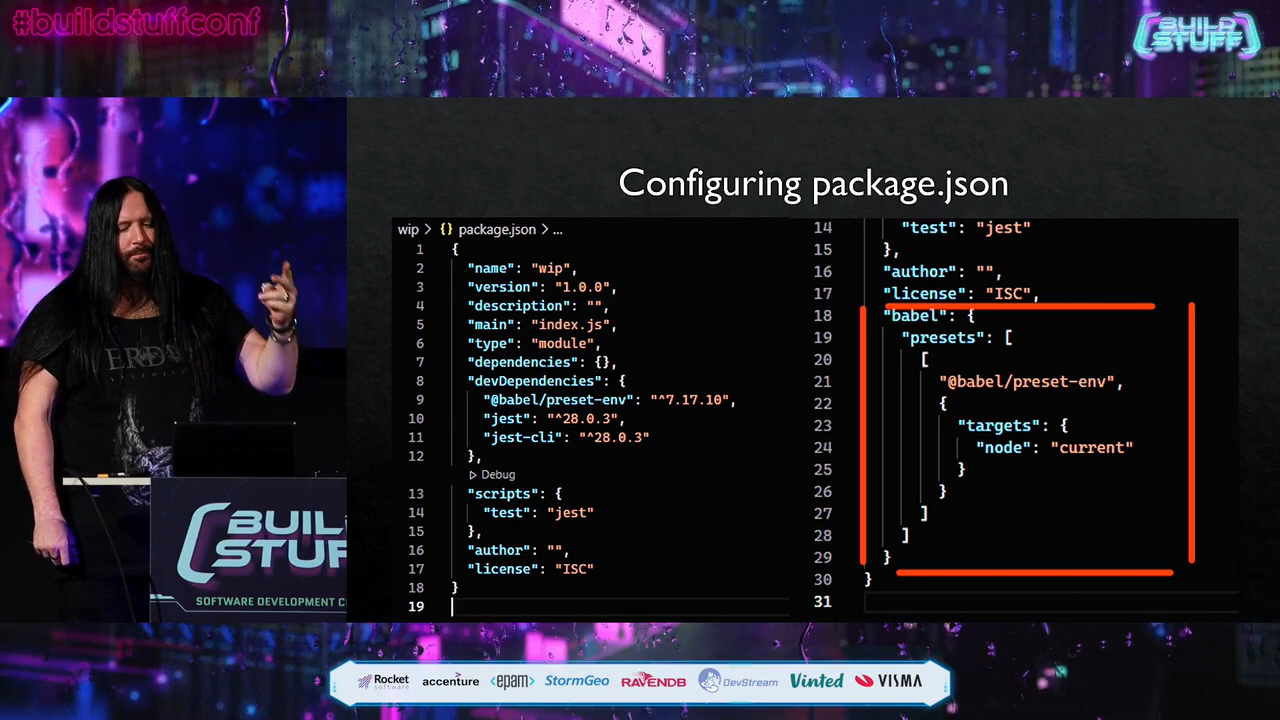 #buildstuffconf
BUILD
STUFF
Configuring package.json
wip > {} package.json > ...
1 {
2 "name": "wip",
3 "version": "1.0.0",
4 "description": "",
5 "main": "index.js",
6 "type": "module",
7 "dependencies": {},
8 "devDependencies": {
9 "@babel/preset-env": "^7.17.10",
10 "jest": "^28.0.3",
11 "jest-cli": "^28.0.3"
12 },
Debug
13 "scripts": {
14 "test": "jest"
15 },
16 "author": "",
17 "license": "ISC"
18 }
19
14 "test": "jest"
15 },
16 "author": "",
17 "license": "ISC",
18 "babel": {
19 "presets": [
20 [
21 "@babel/preset-env",
22 {
23 "targets": {
24 "node": "current"
25 }
26 }
27 ]
28 ]
29 }
30 }
31
BUIL
STUF
SOFTWARE DEVELOPMENT C
Rocket
software
accenture
<epam>
StormGeo
RAVENDB
DevStream
Vinted
VISMA